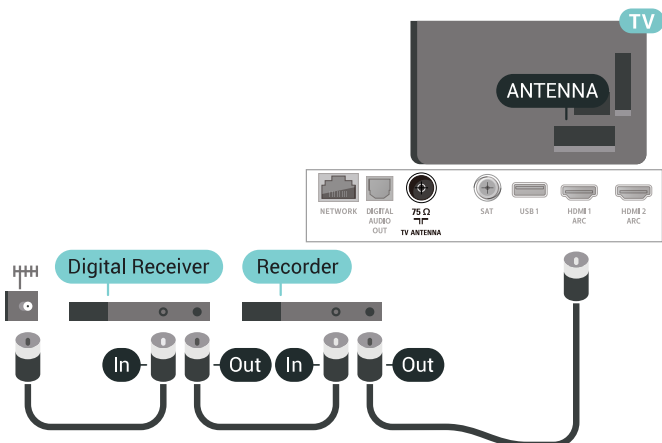 TV
ANTENNA
NETWORK
DIGITAL
AUDIO
OUT
75 Ω
TV ANTENNA
SAT
USB 1
HDMI 1
ARC
HDMI 2
ARC
Digital Receiver
Recorder
In
Out
In
Out